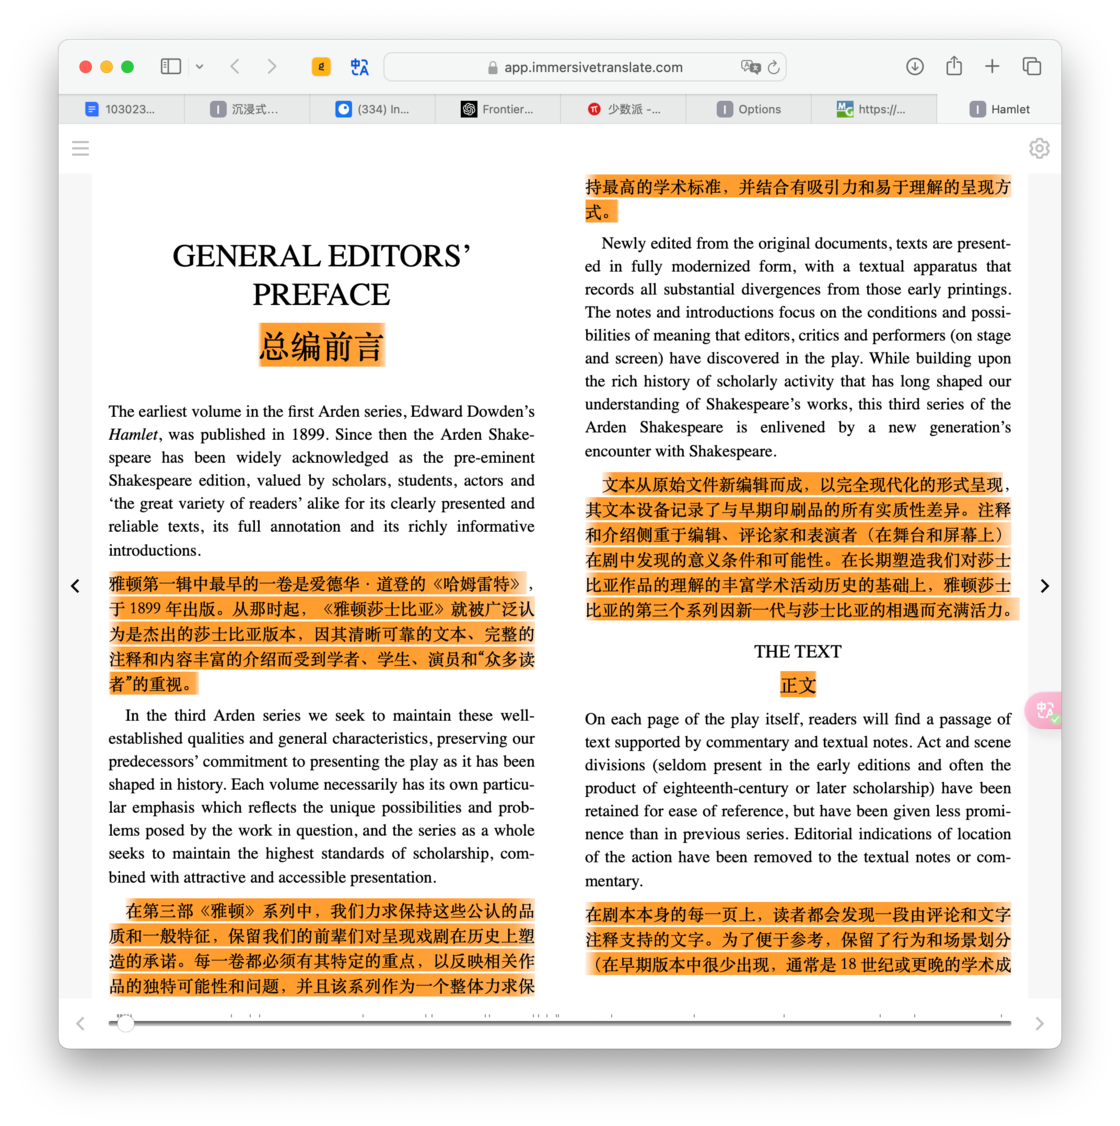 g
app.immersivetranslate.com
103023...
沉浸式...
(334) In...
Frontier...
少数派 -...
Options
https://...
Hamlet
GENERAL EDITORS’
PREFACE
总编前言
The earliest volume in the first Arden series, Edward Dowden’s
Hamlet, was published in 1899. Since then the Arden Shake-
speare has been widely acknowledged as the pre-eminent
Shakespeare edition, valued by scholars, students, actors and
‘the great variety of readers’ alike for its clearly presented and
reliable texts, its full annotation and its richly informative
introductions.
雅顿第一辑中最早的一卷是爱德华·道登的《哈姆雷特》，
于 1899 年出版。从那时起，《雅顿莎士比亚》就被广泛认
为是杰出的莎士比亚版本，因其清晰可靠的文本、完整的
注释和内容丰富的介绍而受到学者、学生、演员和“众多读
者”的重视。
In the third Arden series we seek to maintain these well-
established qualities and general characteristics, preserving our
predecessors’ commitment to presenting the play as it has been
shaped in history. Each volume necessarily has its own particu-
lar emphasis which reflects the unique possibilities and prob-
lems posed by the work in question, and the series as a whole
seeks to maintain the highest standards of scholarship, com-
bined with attractive and accessible presentation.
在第三部《雅顿》系列中，我们力求保持这些公认的品
质和一般特征，保留我们的前辈们对呈现戏剧在历史上塑
造的承诺。每一卷都必须有其特定的重点，以反映相关作
品的独特可能性和问题，并且该系列作为一个整体力求保
持最高的学术标准，并结合有吸引力和易于理解的呈现方
式。
Newly edited from the original documents, texts are present-
ed in fully modernized form, with a textual apparatus that
records all substantial divergences from those early printings.
The notes and introductions focus on the conditions and possi-
bilities of meaning that editors, critics and performers (on stage
and screen) have discovered in the play. While building upon
the rich history of scholarly activity that has long shaped our
understanding of Shakespeare’s works, this third series of the
Arden Shakespeare is enlivened by a new generation’s
encounter with Shakespeare.
文本从原始文件新编辑而成，以完全现代化的形式呈现，
其文本设备记录了与早期印刷品的所有实质性差异。注释
和介绍侧重于编辑、评论家和表演者（在舞台和屏幕上）
在剧中发现的意义条件和可能性。在长期塑造我们对莎士
比亚作品的理解的丰富学术活动历史的基础上，雅顿莎士
比亚的第三个系列因新一代与莎士比亚的相遇而充满活力。
THE TEXT
正文
On each page of the play itself, readers will find a passage of
text supported by commentary and textual notes. Act and scene
divisions (seldom present in the early editions and often the
product of eighteenth-century or later scholarship) have been
retained for ease of reference, but have been given less promi-
nence than in previous series. Editorial indications of location
of the action have been removed to the textual notes or com-
mentary.
在剧本本身的每一页上，读者都会发现一段由评论和文字
注释支持的文字。为了便于参考，保留了行为和场景划分
（在早期版本中很少出现，通常是 18 世纪或更晚的学术成